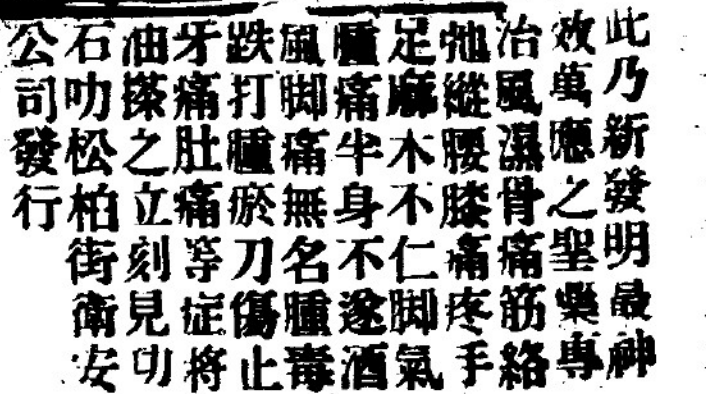 此乃新發明最神
效萬應之聖藥專
治風濕骨痛筋絡
弛縱腰膝痛疼手
足麻木不仁脚氣
腫痛半身不遂酒
風脚痛無名腫毒
跌打腫瘀刀傷止
牙痛肚痛等症將
油搽之立刻見功
石叻松柏街衛安
公司發行